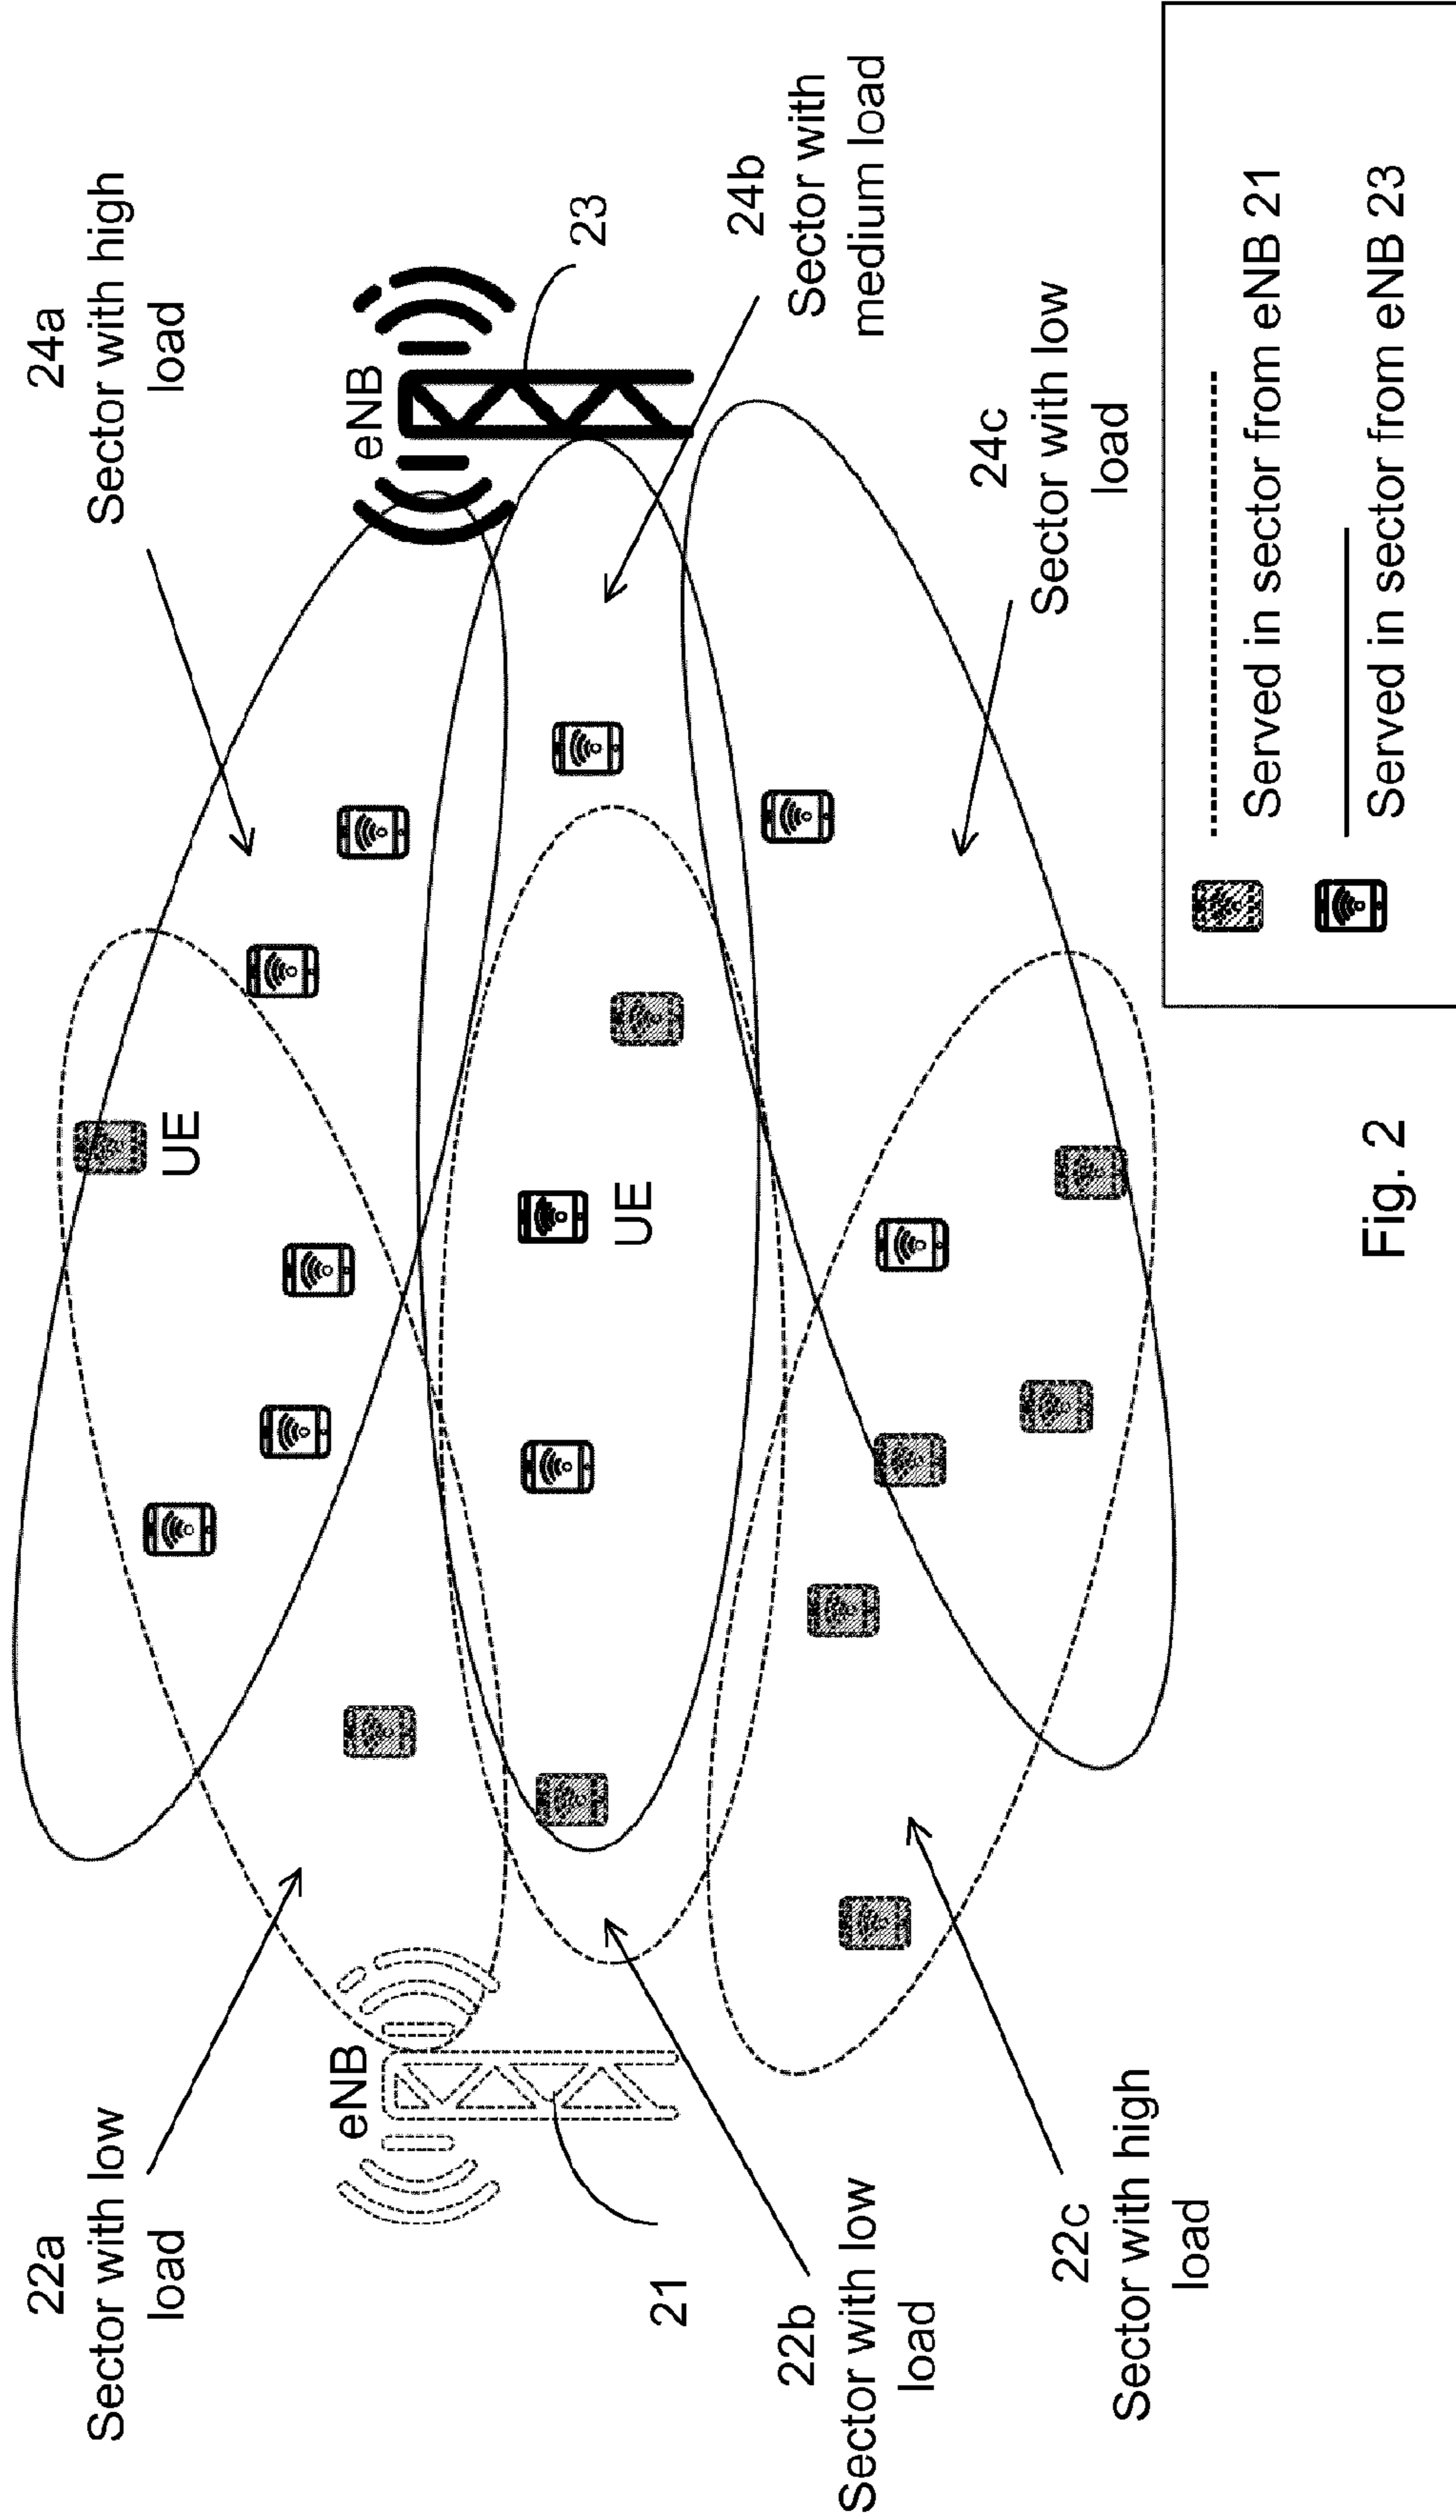 22a
Sector with low
load
24a
Sector with high
load
eNB
eNB
UE
23
UE
21
24b
Sector with
medium load
22b
Sector with low
load
24c
Sector with low
load
22c
Sector with high
load
Served in sector from eNB 21
Served in sector from eNB 23
Fig. 2